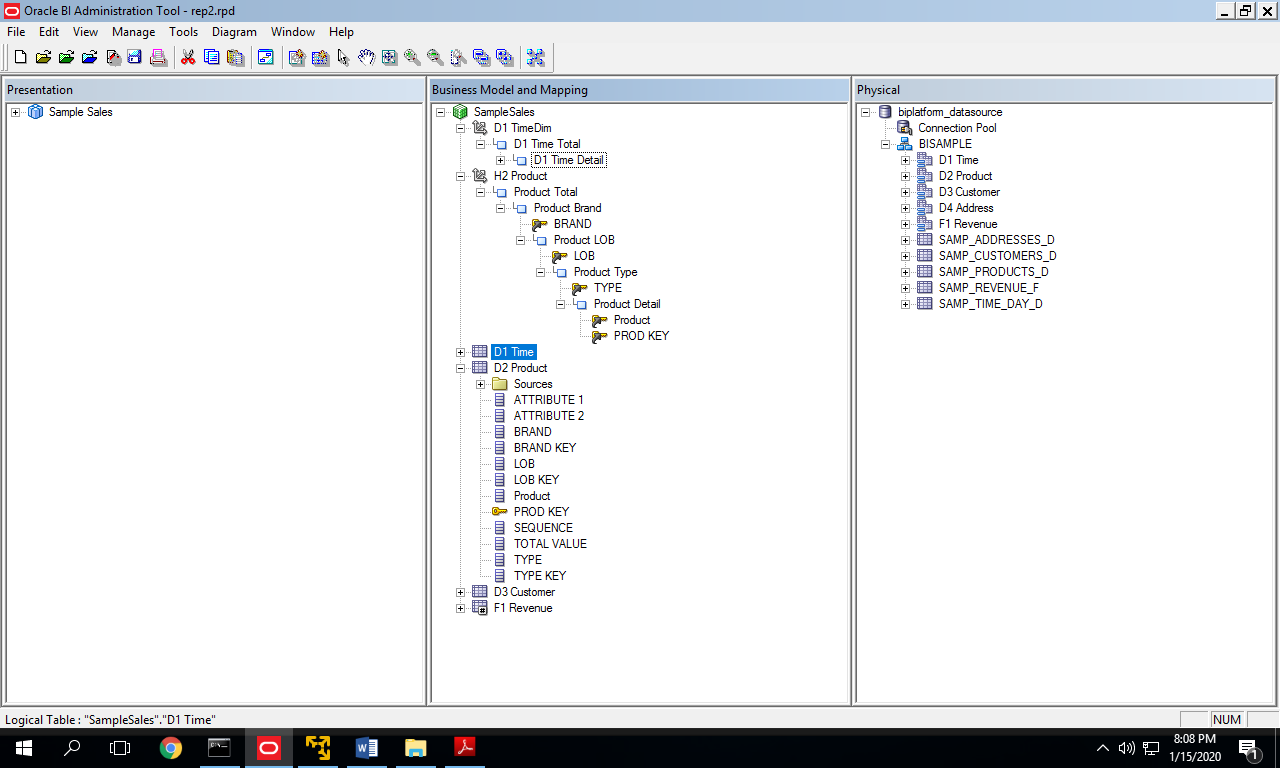 Oracle BI Administration Tool - rep2.rpd
File Edit View Manage Tools Diagram Window Help
Presentation
Sample Sales
Business Model and Mapping
SampleSales
D1 TimeDim
D1 Time Total
D1 Time Detail
H2 Product
Product Total
Product Brand
BRAND
Product LOB
LOB
Product Type
TYPE
Product Detail
Product
PROD KEY
D1 Time
D2 Product
Sources
ATTRIBUTE 1
ATTRIBUTE 2
BRAND
BRAND KEY
LOB
LOB KEY
Product
PROD KEY
SEQUENCE
TOTAL VALUE
TYPE
TYPE KEY
D3 Customer
F1 Revenue
Physical
biplatform_datasource
Connection Pool
BISAMPLE
D1 Time
D2 Product
D3 Customer
D4 Address
F1 Revenue
SAMP_ADDRESSES_D
SAMP_CUSTOMERS_D
SAMP_PRODUCTS_D
SAMP_REVENUE_F
SAMP_TIME_DAY_D
Logical Table : "SampleSales"."D1 Time"
NUM
8:08 PM
1/15/2020
1